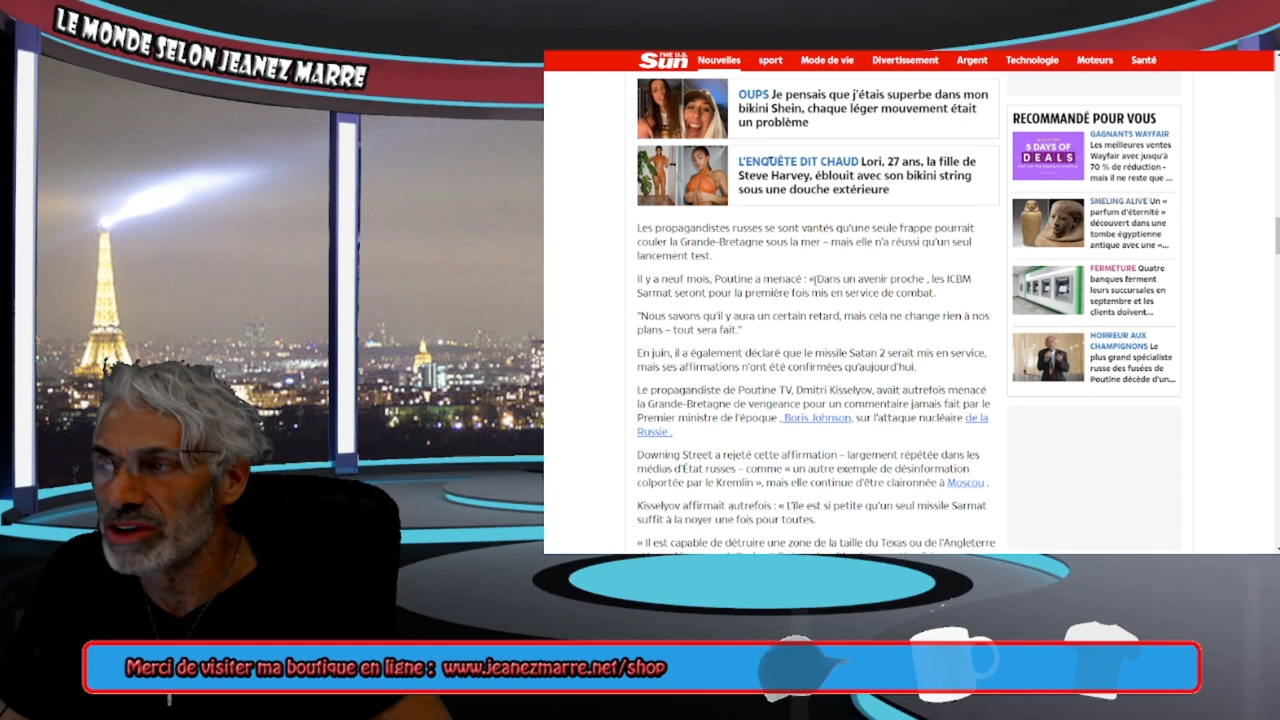 LE MONDE SELON JEANEZ MARRE
THE U.S. Sun
Nouvelles sport Mode de vie Divertissement Argent Technologie Moteurs Santé
OUPS Je pensais que j'étais superbe dans mon
bikini Shein, chaque léger mouvement était
un problème
L'ENQUÊTE DIT CHAUD Lori, 27 ans, la fille de
Steve Harvey, éblouit avec son bikini string
sous une douche extérieure
Les propagandistes russes se sont vantés qu'une seule frappe pourrait
couler la Grande-Bretagne sous la mer – mais elle n'a réussi qu'un seul
lancement test.
Il y a neuf mois, Poutine a menacé : «Dans un avenir proche , les ICBM
Sarmat seront pour la première fois mis en service de combat.
"Nous savons qu'il y aura un certain retard, mais cela ne change rien à nos
plans – tout sera fait."
En juin, il a également déclaré que le missile Satan 2 serait mis en service,
mais ses affirmations n'ont été confirmées qu'aujourd'hui.
Le propagandiste de Poutine TV, Dmitri Kisselyov, avait autrefois menacé
la Grande-Bretagne de vengeance pour un commentaire jamais fait par le
Premier ministre de l'époque , Boris Johnson, sur l'attaque nucléaire de la
Russie .
Downing Street a rejeté cette affirmation – largement répétée dans les
médias d'État russes – comme « un autre exemple de désinformation
colportée par le Kremlin », mais elle continue d'être claironnée à Moscou .
Kisselyov affirmait autrefois : « L'île est si petite qu'un seul missile Sarmat
suffit à la noyer une fois pour toutes.
« Il est capable de détruire une zone de la taille du Texas ou de l'Angleterre
RECOMMANDÉ POUR VOUS
5 DAYS OF
DEALS
GAGNANTS WAYFAIR
Les meilleures ventes
Wayfair avec jusqu'à
70 % de réduction -
mais il ne reste que ...
SMELING ALIVE Un «
parfum d'éternité »
découvert dans une
tombe égyptienne
antique avec une «...
FERMETURE Quatre
banques ferment
leurs succursales en
septembre et les
clients doivent...
HORREUR AUX
CHAMPIGNONS Le
plus grand spécialiste
russe des fusées de
Poutine décède d'un...
Merci de visiter ma boutique en ligne : www.jeanezmarre.net/shop